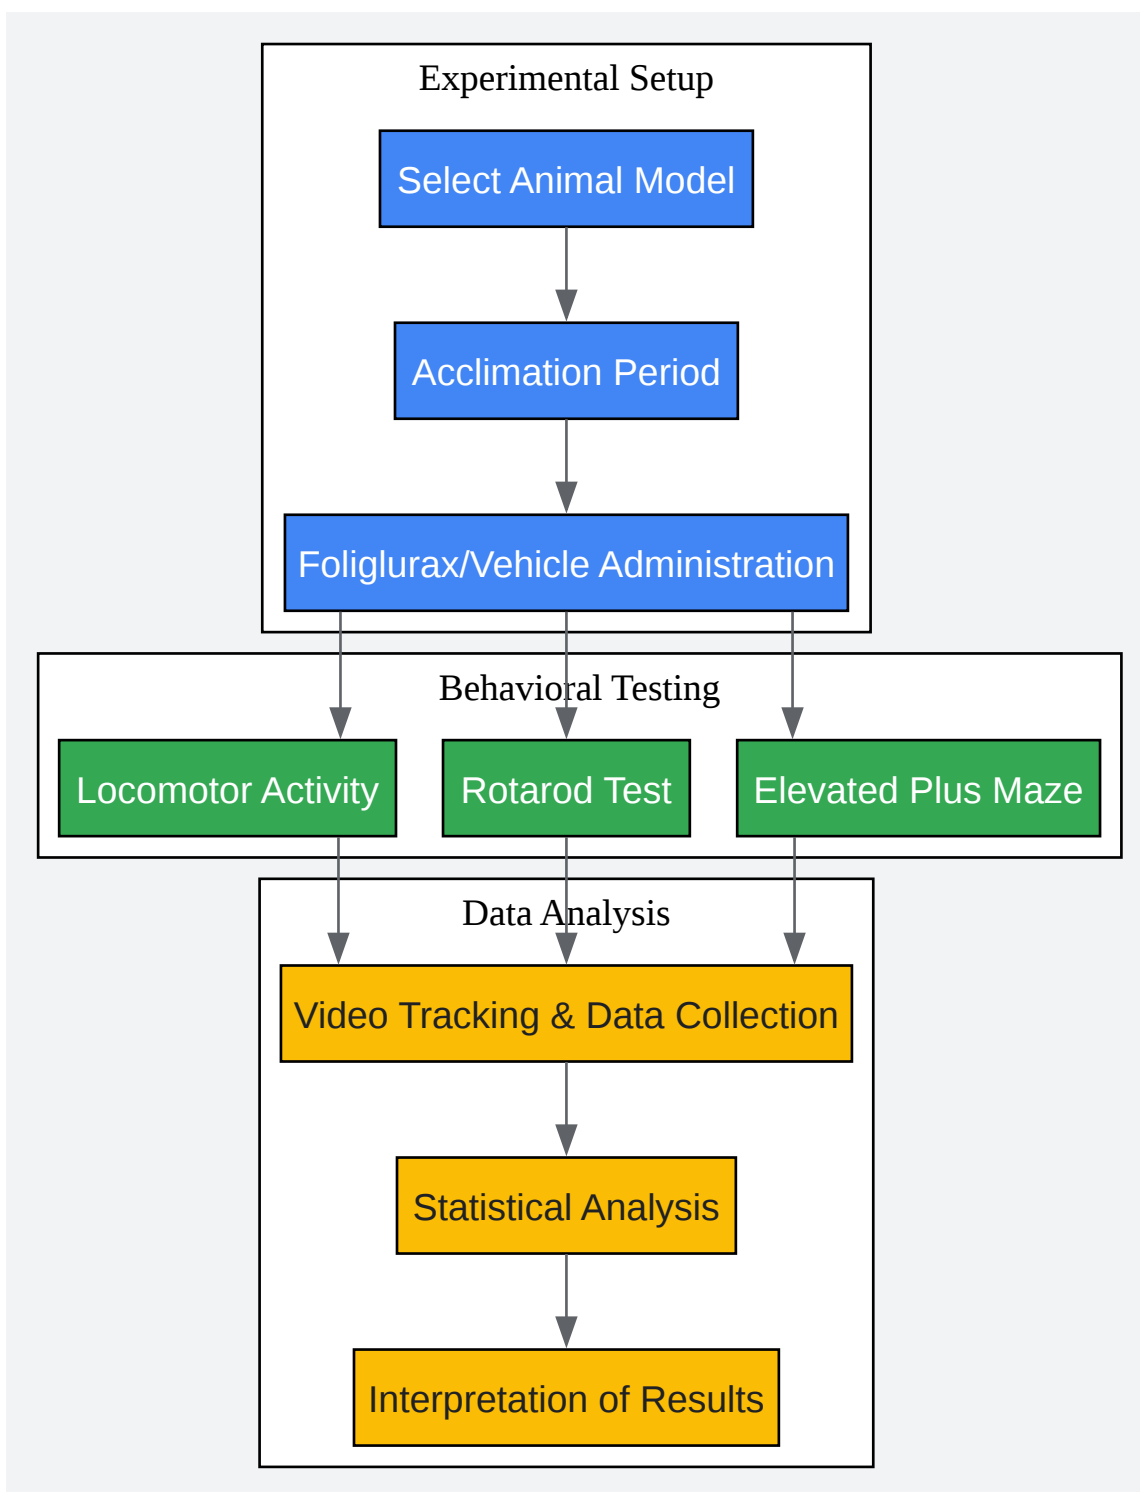 Experimental Setup
Select Animal Model
Acclimation Period
Foliglurax/Vehicle Administration
Behavioral Testing
Locomotor Activity
Rotarod Test
Elevated Plus Maze
Data Analysis
Video Tracking & Data Collection
Statistical Analysis
Interpretation of Results